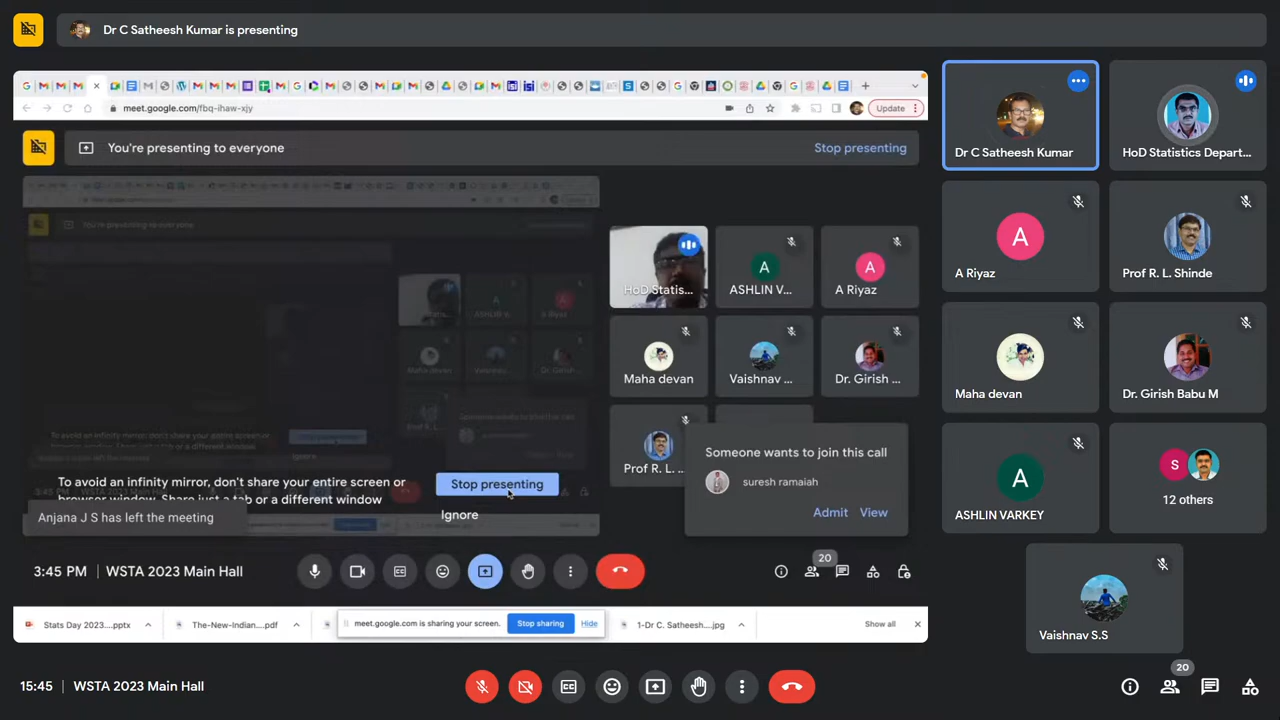 Dr C Satheesh Kumar is presenting
meet.google.com/fbq-ihaw-xjy
Update
You're presenting to everyone
Stop presenting
You're presenting to everyone
HoD Statis...
ASHLIN V...
A
A Riyaz
A
Maha devan
Vaishnav ...
Dr. Girish ...
Prof R. L. ...
Someone wants to join this call
suresh ramaiah
Admit
View
To avoid an infinity mirror, don't share your entire screen or
browser window. Share just a tab or a different window
Stop presenting
Ignore
Anjana J S has left the meeting
3:45 PM | WSTA 2023 Main Hall
20
Stats Day 2023....pptx
The-New-Indian....pdf
meet.google.com is sharing your screen.
Stop sharing
Hide
1-Dr C. Satheesh....jpg
Show all
Dr C Satheesh Kumar
HoD Statistics Depart...
A
A Riyaz
Prof R. L. Shinde
Maha devan
Dr. Girish Babu M
A
ASHLIN VARKEY
S
12 others
Vaishnav S.S
15:45 | WSTA 2023 Main Hall
20